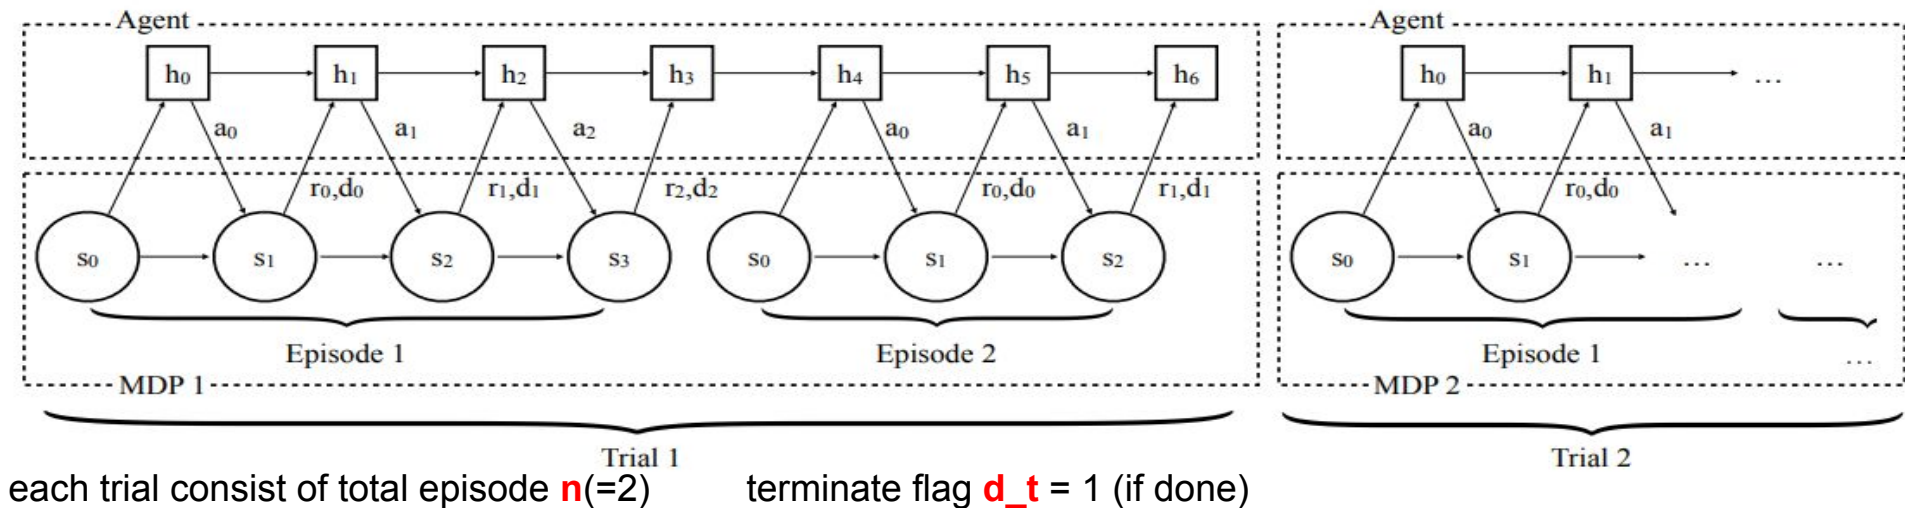 Agent Agent
h₀ h₁ h₂ h₃ h₄ h₅ h₆ h₀ h₁ ...
a₀ a₁ a₂ a₀ a₁ a₀ a₁
r₀,d₀ r₁,d₁ r₂,d₂ r₀,d₀ r₁,d₁ r₀,d₀
s₀ s₁ s₂ s₃ s₀ s₁ s₂ s₀ s₁ ... ...
Episode 1 Episode 2 Episode 1 ...
MDP 1 MDP 2
Trial 1 Trial 2
each trial consist of total episode n(=2) terminate flag d_t = 1 (if done)